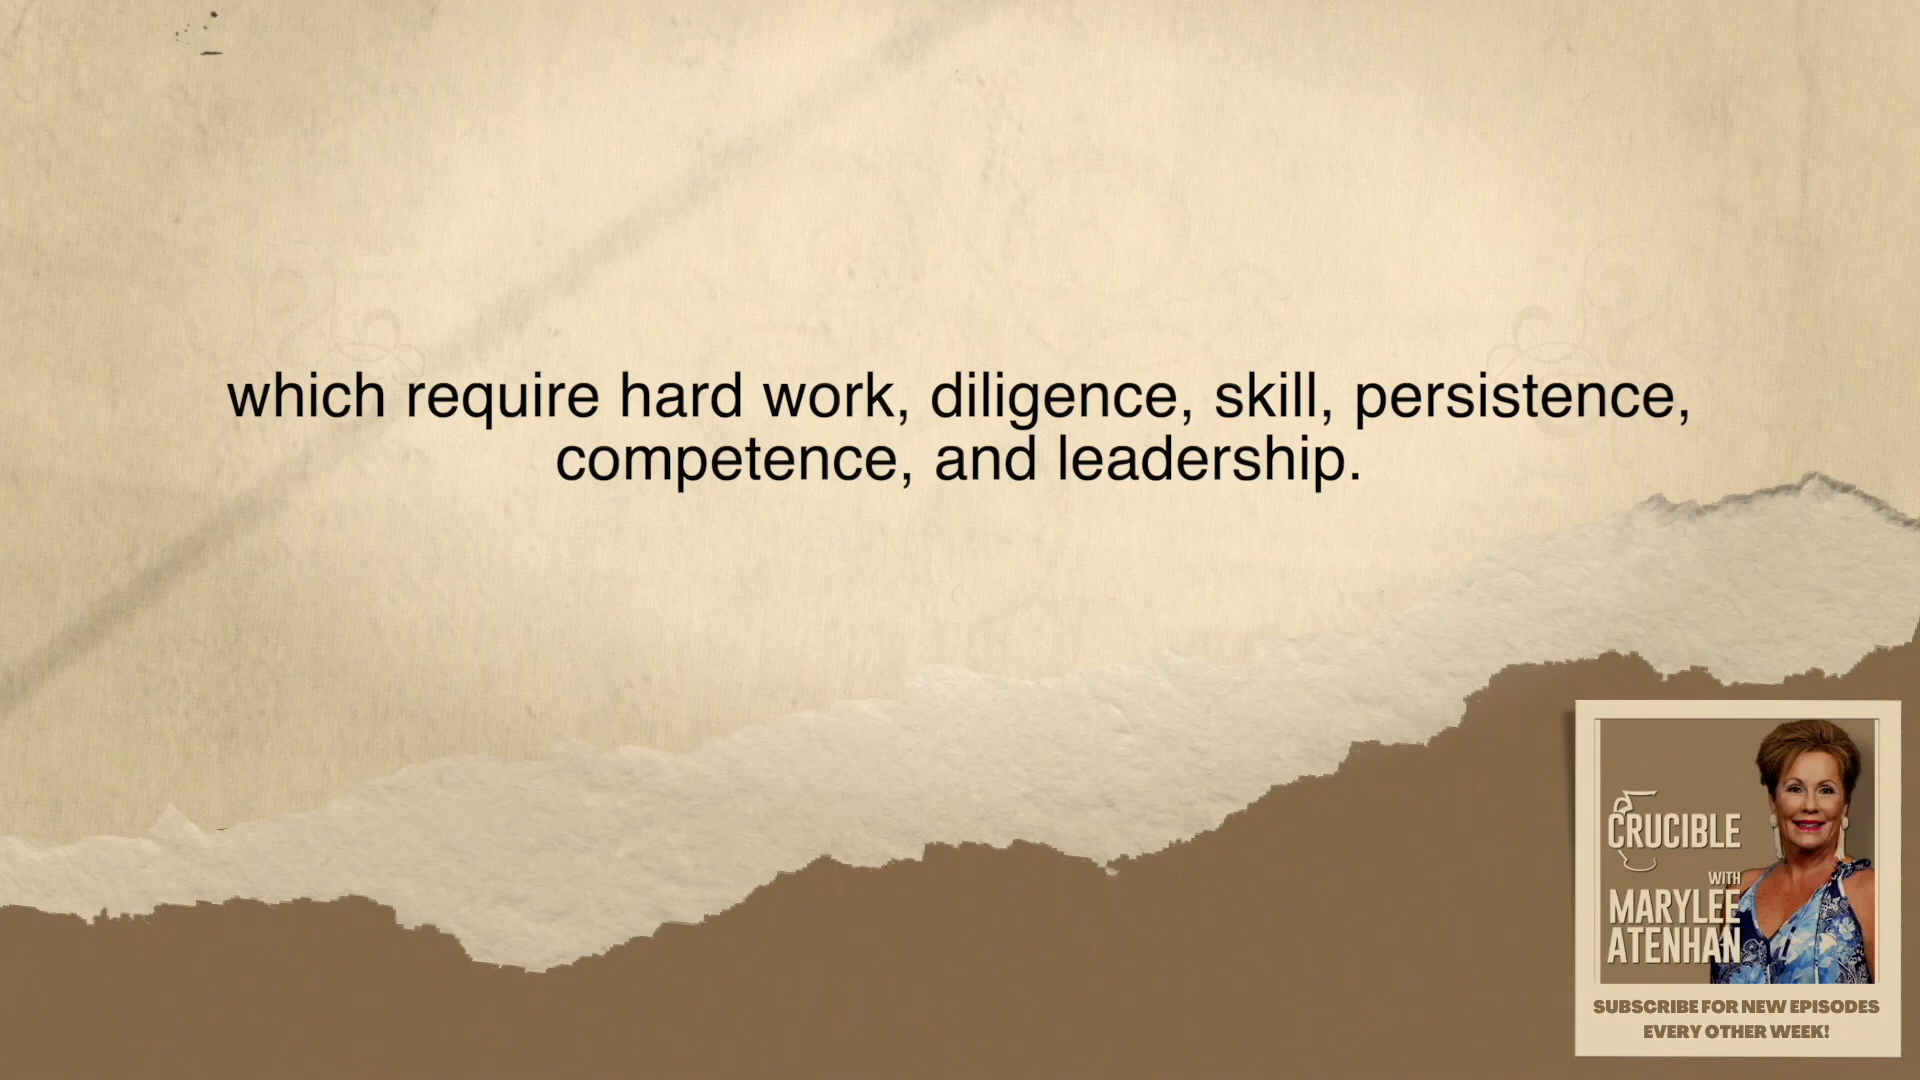 which require hard work, diligence, skill, persistence,
competence, and leadership.
CRUCIBLE
WITH
MARYLEE
ATENHAN
SUBSCRIBE FOR NEW EPISODES
EVERY OTHER WEEK!